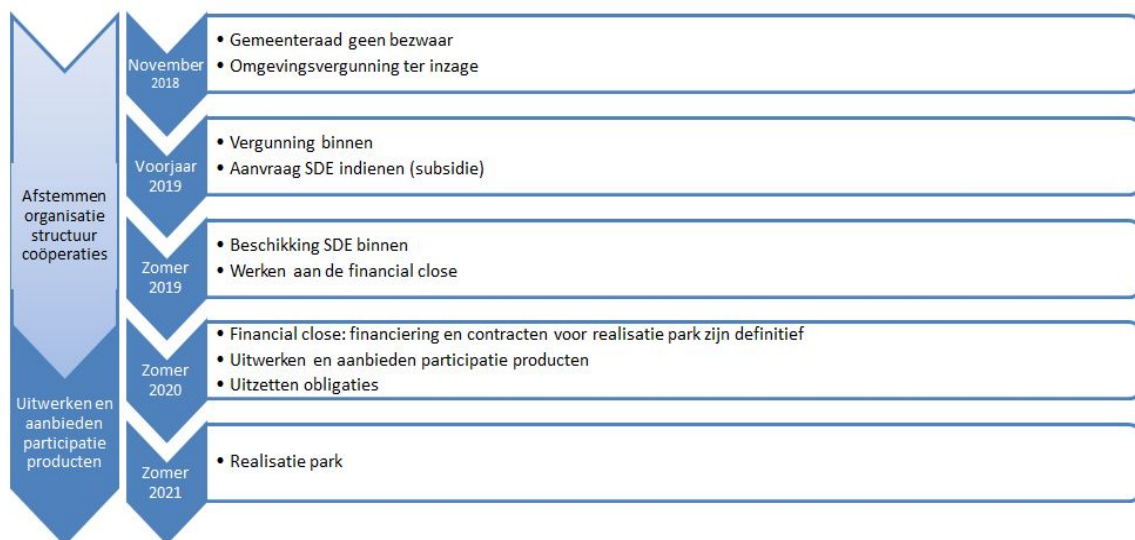 Afstemmen
organisatie
structuur
coöperaties
Uitwerken en
aanbieden
participatie
producten
November
2018
• Gemeenteraad geen bezwaar
• Omgevingsvergunning ter inzage
Voorjaar
2019
• Vergunning binnen
• Aanvraag SDE indienen (subsidie)
Zomer
2019
• Beschikking SDE binnen
• Werken aan de financial close
Zomer
2020
• Financial close: financiering en contracten voor realisatie park zijn definitief
• Uitwerken en aanbieden participatie producten
• Uitzetten obligaties
Zomer
2021
• Realisatie park